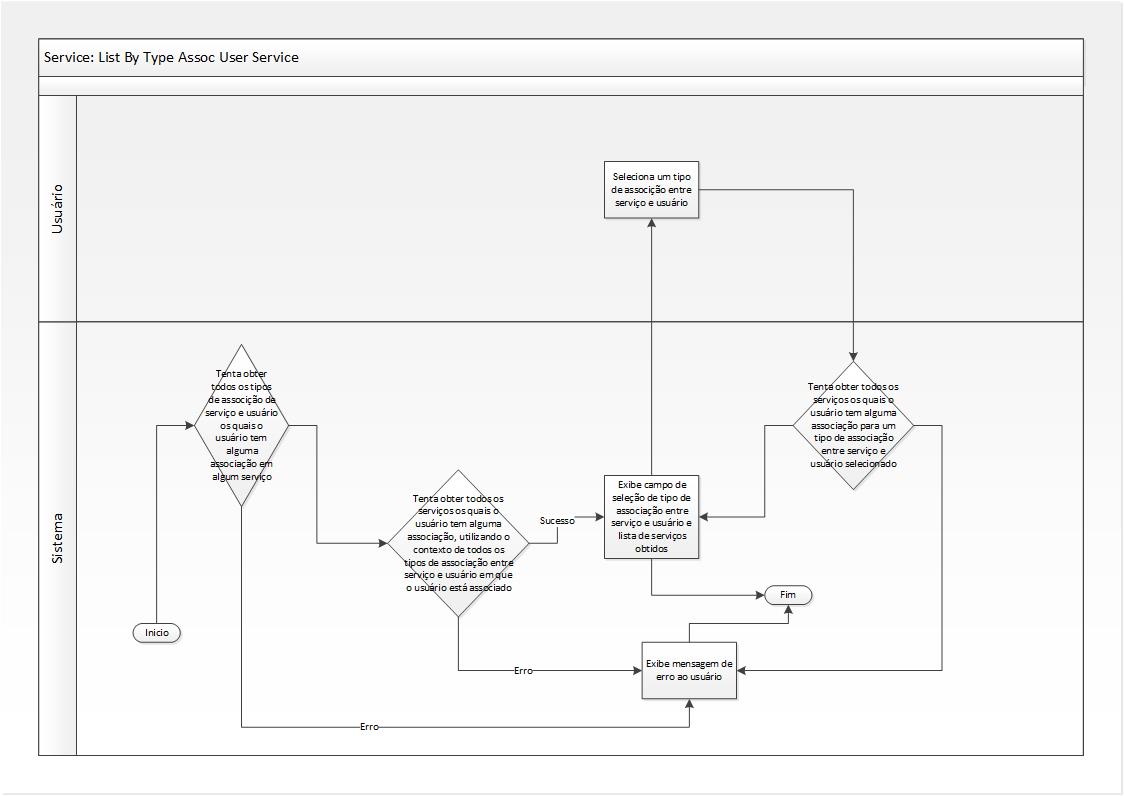 Service: List By Type Assoc User Service
Usuário
Seleciona um tipo
de associção entre
serviço e usuário
Sistema
Tenta obter
todos os tipos
de associção de
serviço e usuário
os quais o
usuário tem
alguma
associação em
algum serviço
Tenta obter todos os
serviços os quais o
usuário tem alguma
associação, utilizando o
contexto de todos os
tipos de associação entre
serviço e usuário em que
o usuário está associado
Sucesso
Exibe campo de
seleção de tipo de
associação entre
serviço e usuário e
lista de serviços
obtidos
Tenta obter todos os
serviços os quais o
usuário tem alguma
associação para um
tipo de associação
entre serviço e
usuário selecionado
Fim
Inicio
Exibe mensagem de
erro ao usuário
Erro
Erro